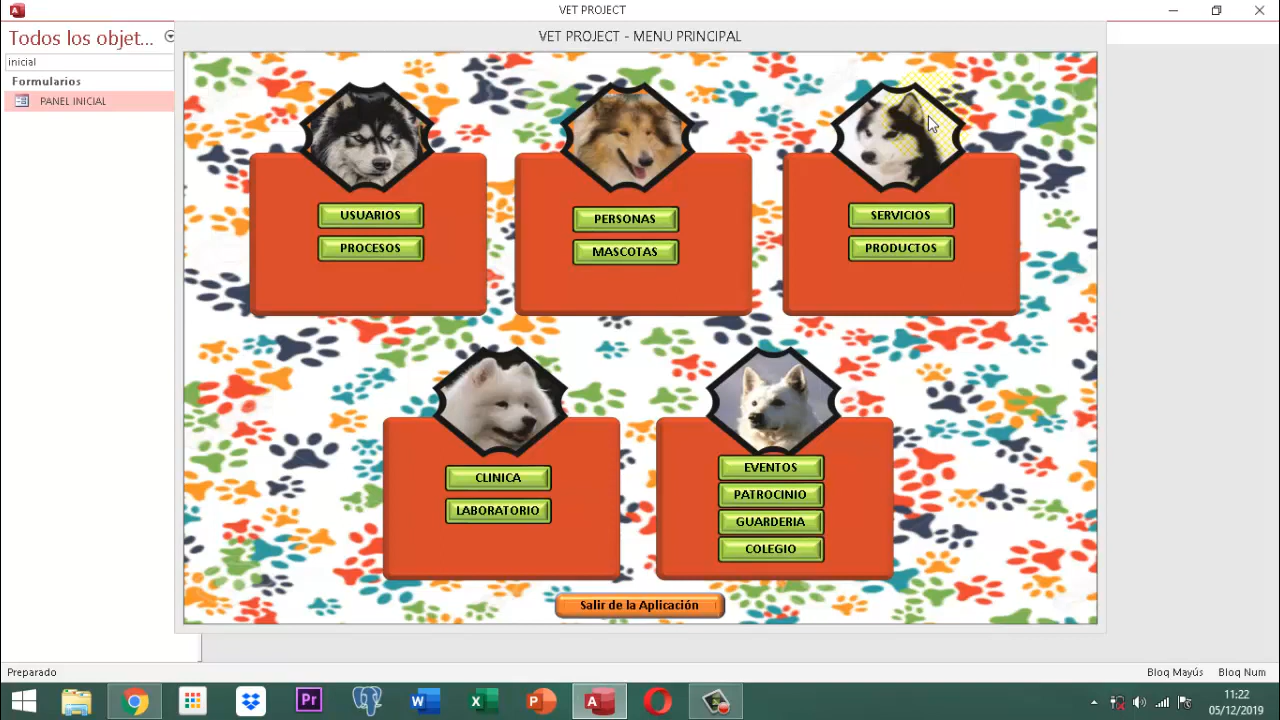 VET PROJECT
Todos los objet...
VET PROJECT - MENU PRINCIPAL
inicial
Formularios
PANEL INICIAL
USUARIOS
PROCESOS
PERSONAS
MASCOTAS
SERVICIOS
PRODUCTOS
CLINICA
LABORATORIO
EVENTOS
PATROCINIO
GUARDERIA
COLEGIO
Salir de la Aplicación
Preparado
Bloq Mayús
Bloq Num
Pr
W
X
P
A
11:22
05/12/2019